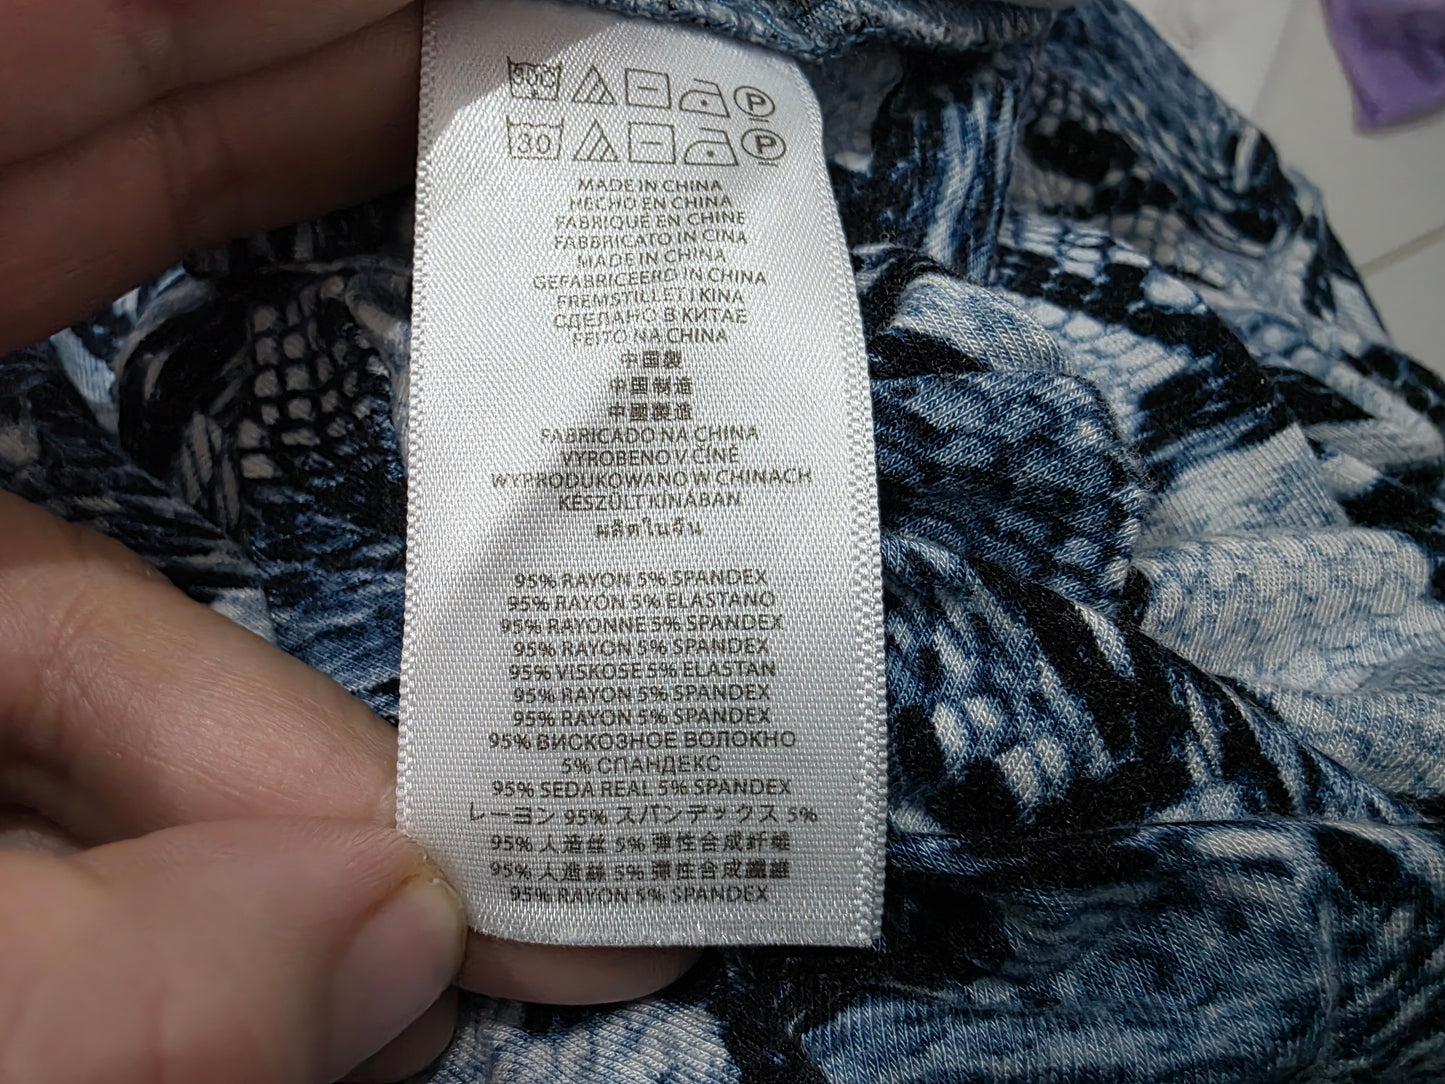 30
MADE IN CHINA
HECHO EN CHINA
FABRIQUÉ EN CHINE
FABBRICATO IN CINA
MADE IN CHINA
GEFABRICEERD IN CHINA
FREMSTILLET I KINA
СДЕЛАНО В КИТАЕ
FEITO NA CHINA
中国製
中国制造
中國製造
FABRICADO NA CHINA
VYROBENO V ČÍNĚ
WYPRODUKOWANO W CHINACH
KÉSZÜLT KÍNÁBAN
ผลิตในจีน
95% RAYON 5% SPANDEX
95% RAYON 5% ELASTANO
95% RAYONNE 5% SPANDEX
95% RAYON 5% SPANDEX
95% VISKOSE 5% ELASTAN
95% RAYON 5% SPANDEX
95% RAYON 5% SPANDEX
95% ВИСКОЗНОЕ ВОЛОКНО
5% СПАНДЕКС
95% SEDA REAL 5% SPANDEX
レーヨン 95% スパンデックス 5%
95% 人造丝 5% 弹性合成纤维
95% 人造絲 5% 彈性合成纖維
95% RAYON 5% SPANDEX